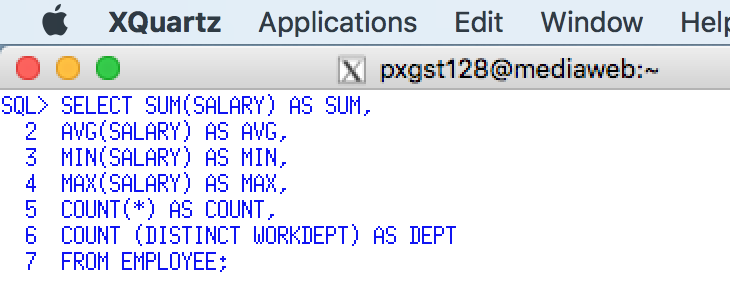 XQuartz Applications Edit Window Help
X pxgst128@mediaweb:~
SQL> SELECT SUM(SALARY) AS SUM,
2 AVG(SALARY) AS AVG,
3 MIN(SALARY) AS MIN,
4 MAX(SALARY) AS MAX,
5 COUNT(*) AS COUNT,
6 COUNT (DISTINCT WORKDEPT) AS DEPT
7 FROM EMPLOYEE;